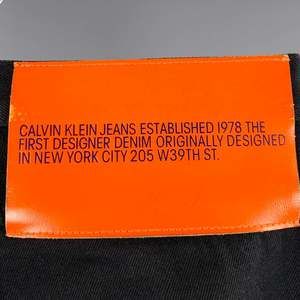 CALVIN KLEIN JEANS ESTABLISHED 1978 THE
FIRST DESIGNER DENIM ORIGINALLY DESIGNED
IN NEW YORK CITY 205 W39TH ST.